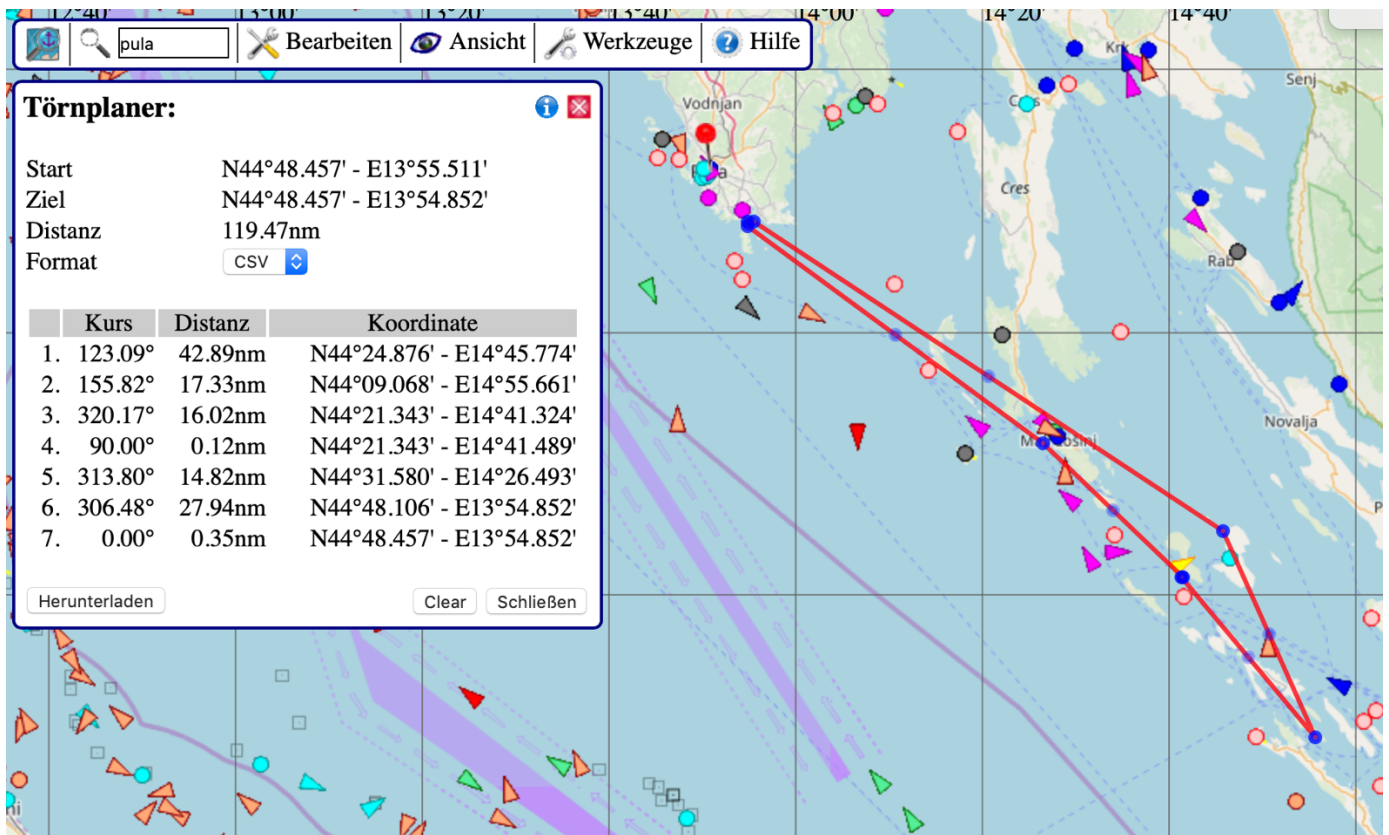 12°40' 13°00' 13°20' 13°40' 14°00' 14°20' 14°40'
pula Bearbeiten Ansicht Werkzeuge Hilfe
Törnplaner:
Start N44°48.457' - E13°55.511'
Ziel N44°48.457' - E13°54.852'
Distanz 119.47nm
Format CSV
Kurs Distanz Koordinate
1. 123.09° 42.89nm N44°24.876' - E14°45.774'
2. 155.82° 17.33nm N44°09.068' - E14°55.661'
3. 320.17° 16.02nm N44°21.343' - E14°41.324'
4. 90.00° 0.12nm N44°21.343' - E14°41.489'
5. 313.80° 14.82nm N44°31.580' - E14°26.493'
6. 306.48° 27.94nm N44°48.106' - E13°54.852'
7. 0.00° 0.35nm N44°48.457' - E13°54.852'
Herunterladen Clear Schließen
Krk
Senj
Vodnjan
Cres
Rab
Novalja